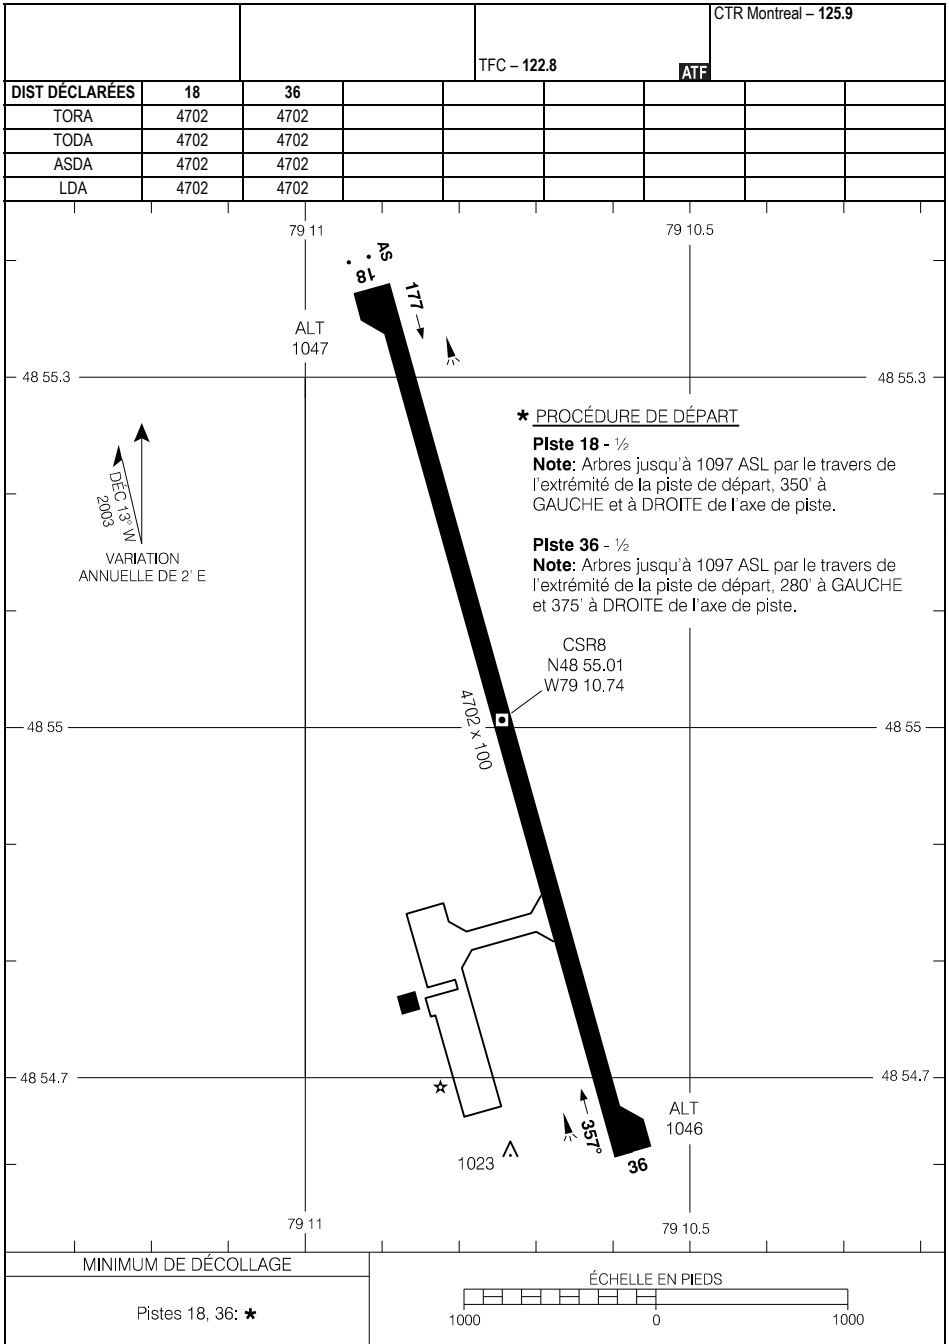 CTR Montreal – 125.9
TFC – 122.8
ATF
DIST DÉCLARÉES 18 36
TORA 4702 4702
TODA 4702 4702
ASDA 4702 4702
LDA 4702 4702
79 11 79 10.5
AS
18
177
ALT
1047
48 55.3 48 55.3
* PROCÉDURE DE DÉPART
Piste 18 - ½
Note: Arbres jusqu'à 1097 ASL par le travers de
l'extrémité de la piste de départ, 350' à
GAUCHE et à DROITE de l'axe de piste.
DÉC 13° W
2003
VARIATION
ANNUELLE DE 2' E
Piste 36 - ½
Note: Arbres jusqu'à 1097 ASL par le travers de
l'extrémité de la piste de départ, 280' à GAUCHE
et 375' à DROITE de l'axe de piste.
CSR8
N48 55.01
W79 10.74
4702 x 100
48 55 48 55
48 54.7 48 54.7
ALT
1046
357°
1023
36
79 11 79 10.5
MINIMUM DE DÉCOLLAGE
Pistes 18, 36: *
ÉCHELLE EN PIEDS
1000 0 1000